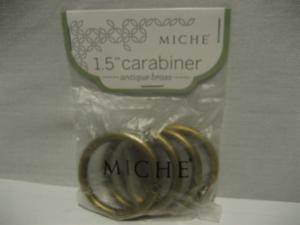 MICHE
1.5" carabiner
antique brass
MICHE